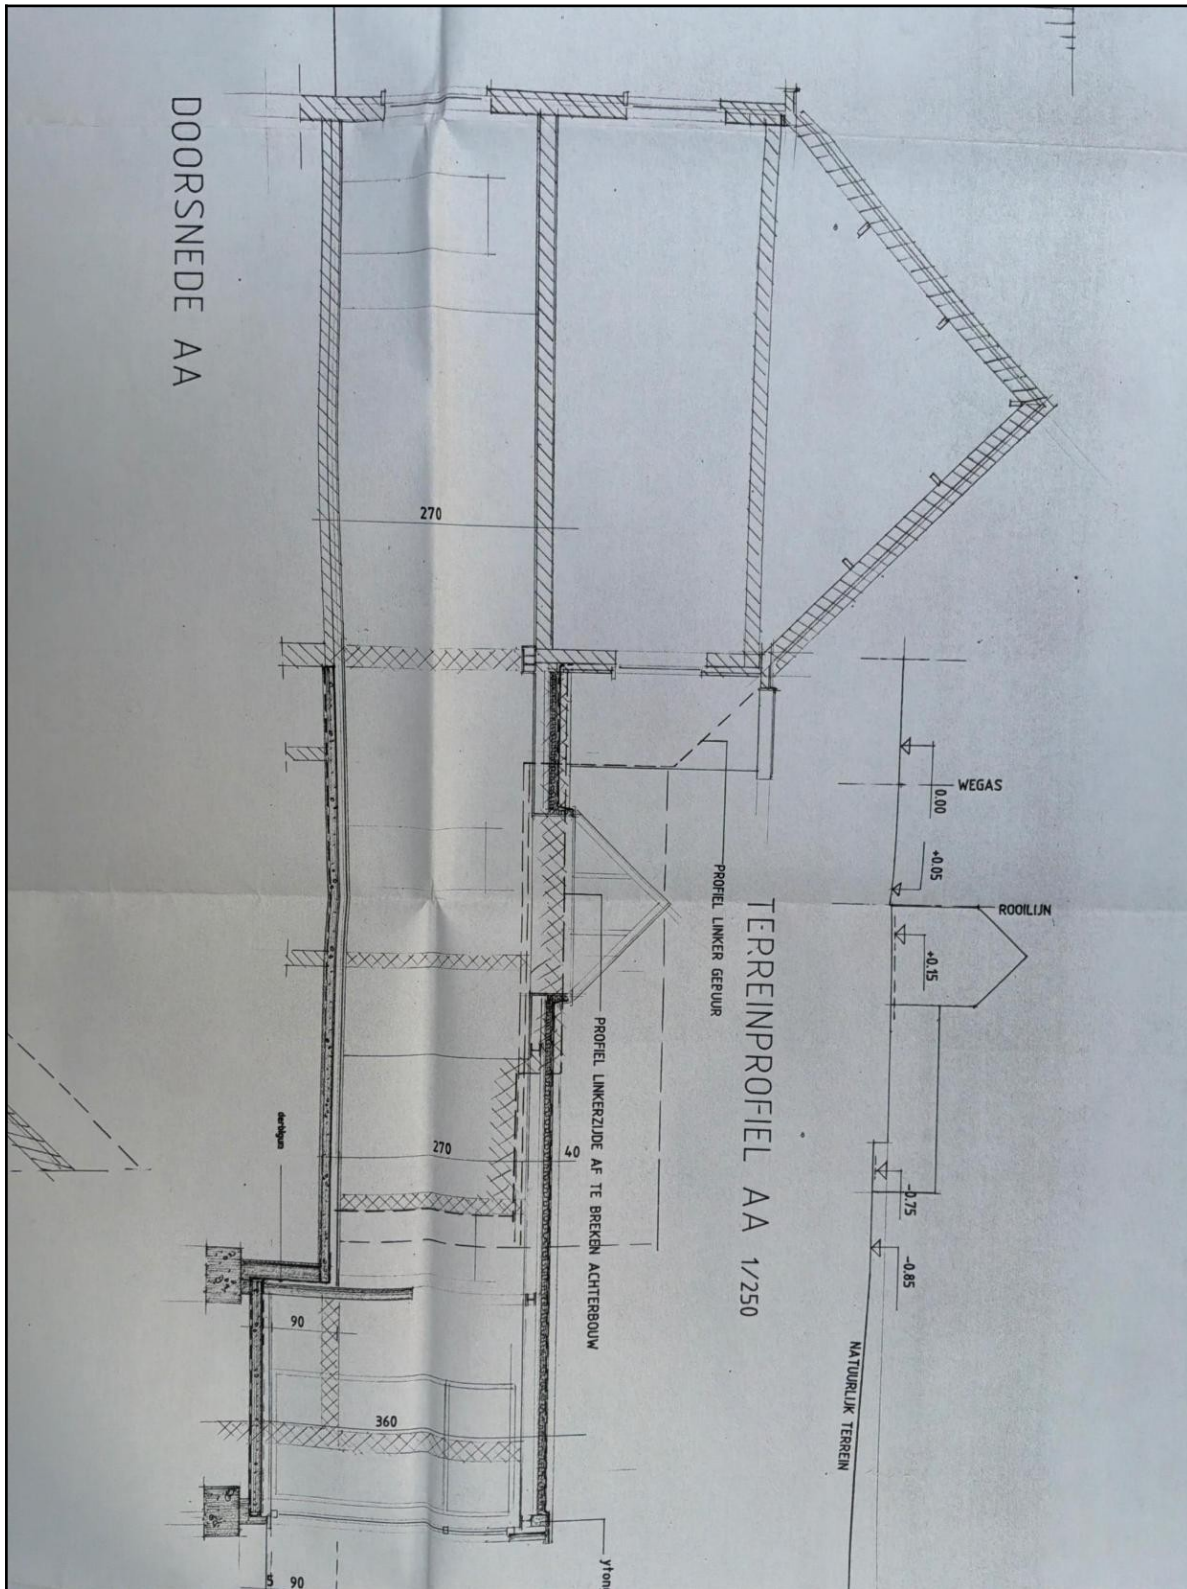 DOORSNEDE AA
270
PROFIEL LINKER GEPUUR
TERREINPROFIEL AA 1/250
WEGAS
0.00
+0.05
ROOILIJN
+0.15
-0.75
-0.85
NATUURLIJK TERREIN
PROFIEL LINKERZIJDE AF TE BREKEN ACHTERBOUW
270
40
90
360
5 90